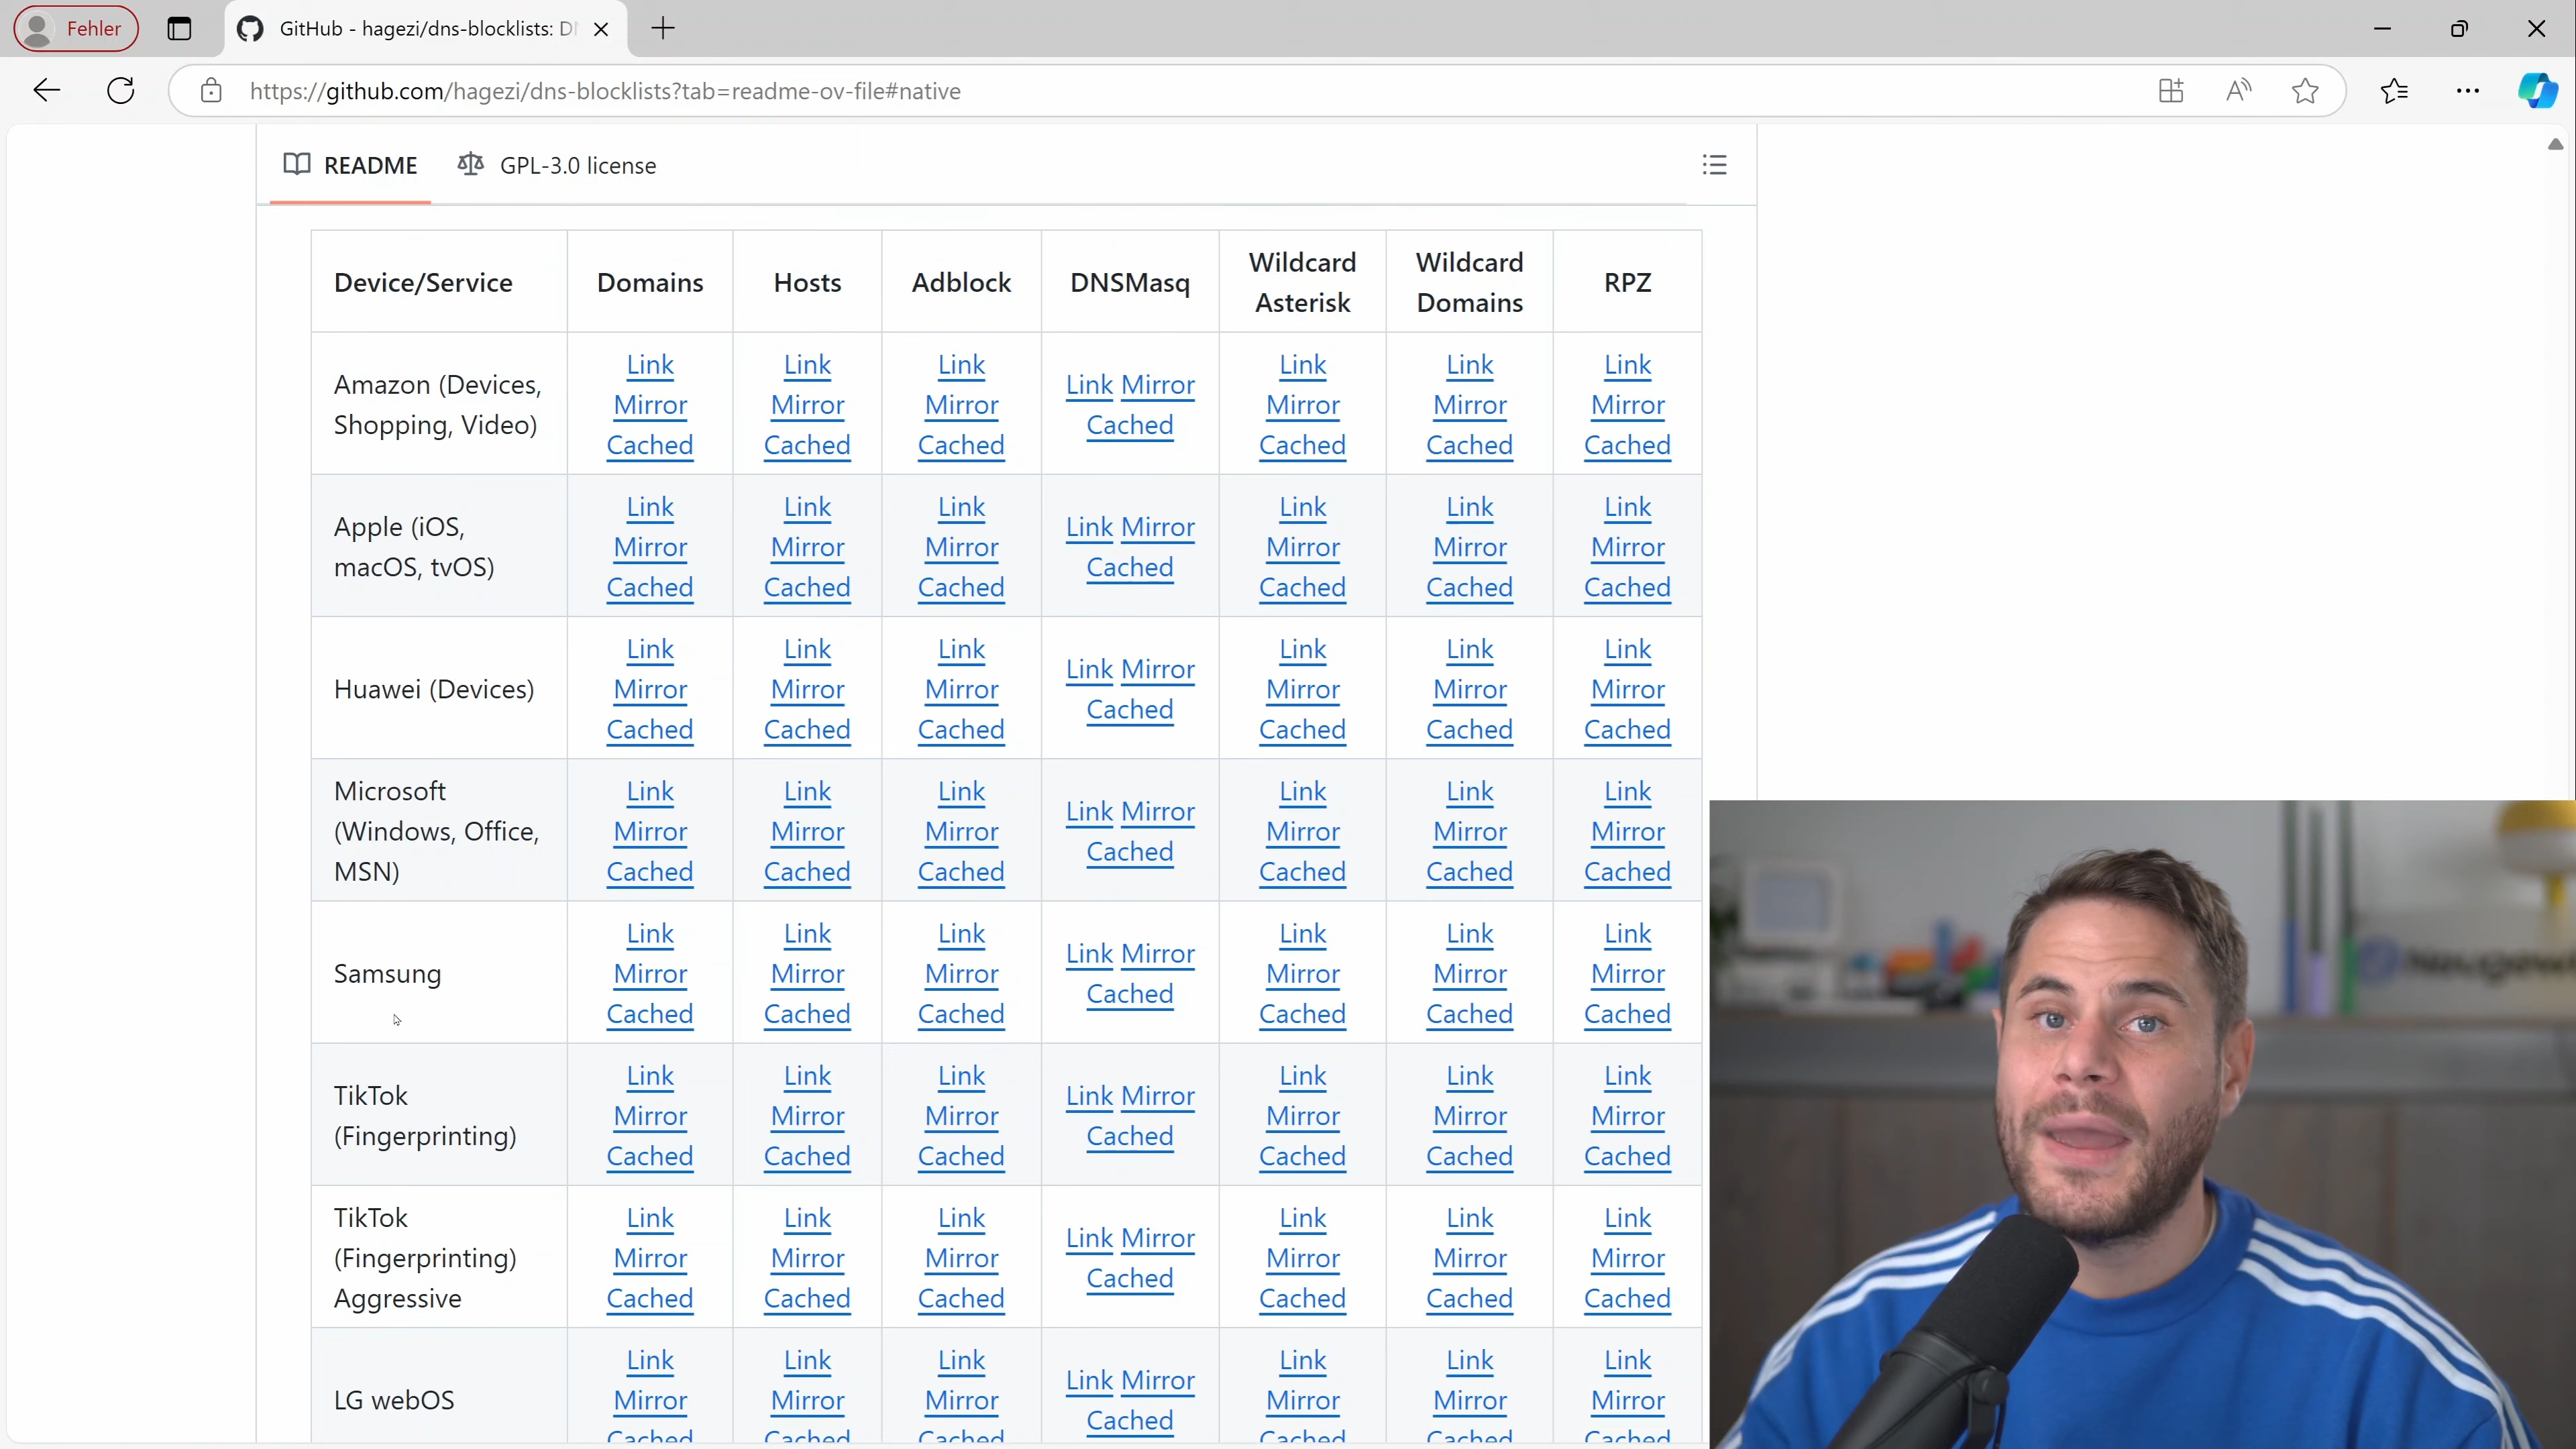 Fehler
GitHub - hagezi/dns-blocklists: D
https://github.com/hagezi/dns-blocklists?tab=readme-ov-file#native
README
GPL-3.0 license
Device/Service
Domains
Hosts
Adblock
DNSMasq
Wildcard
Asterisk
Wildcard
Domains
RPZ
Amazon (Devices,
Shopping, Video)
Link
Mirror
Cached
Link
Mirror
Cached
Link
Mirror
Cached
Link Mirror
Cached
Link
Mirror
Cached
Link
Mirror
Cached
Link
Mirror
Cached
Apple (iOS,
macOS, tvOS)
Link
Mirror
Cached
Link
Mirror
Cached
Link
Mirror
Cached
Link Mirror
Cached
Link
Mirror
Cached
Link
Mirror
Cached
Link
Mirror
Cached
Huawei (Devices)
Link
Mirror
Cached
Link
Mirror
Cached
Link
Mirror
Cached
Link Mirror
Cached
Link
Mirror
Cached
Link
Mirror
Cached
Link
Mirror
Cached
Microsoft
(Windows, Office,
MSN)
Link
Mirror
Cached
Link
Mirror
Cached
Link
Mirror
Cached
Link Mirror
Cached
Link
Mirror
Cached
Link
Mirror
Cached
Link
Mirror
Cached
Samsung
Link
Mirror
Cached
Link
Mirror
Cached
Link
Mirror
Cached
Link Mirror
Cached
Link
Mirror
Cached
Link
Mirror
Cached
Link
Mirror
Cached
TikTok
(Fingerprinting)
Link
Mirror
Cached
Link
Mirror
Cached
Link
Mirror
Cached
Link Mirror
Cached
Link
Mirror
Cached
Link
Mirror
Cached
Link
Mirror
Cached
TikTok
(Fingerprinting)
Aggressive
Link
Mirror
Cached
Link
Mirror
Cached
Link
Mirror
Cached
Link Mirror
Cached
Link
Mirror
Cached
Link
Mirror
Cached
Link
Mirror
Cached
LG webOS
Link
Mirror
Cached
Link
Mirror
Cached
Link
Mirror
Cached
Link Mirror
Cached
Link
Mirror
Cached
Link
Mirror
Cached
Link
Mirror
Cached